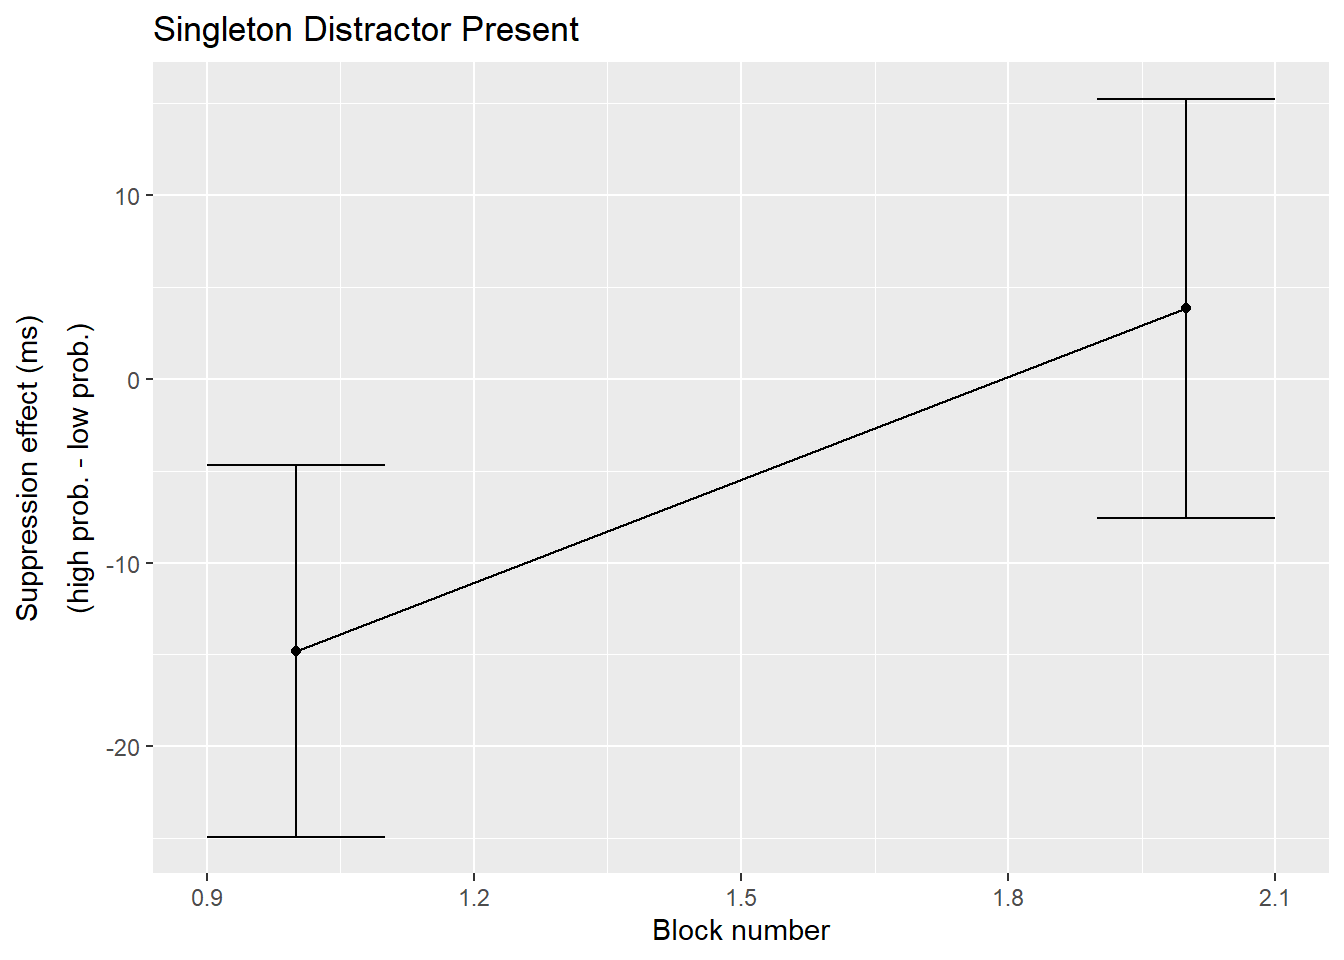 Singleton Distractor Present
Suppression effect (ms)
(high prob. - low prob.)
10
0
-10
-20
0.9
1.2
1.5
1.8
2.1
Block number